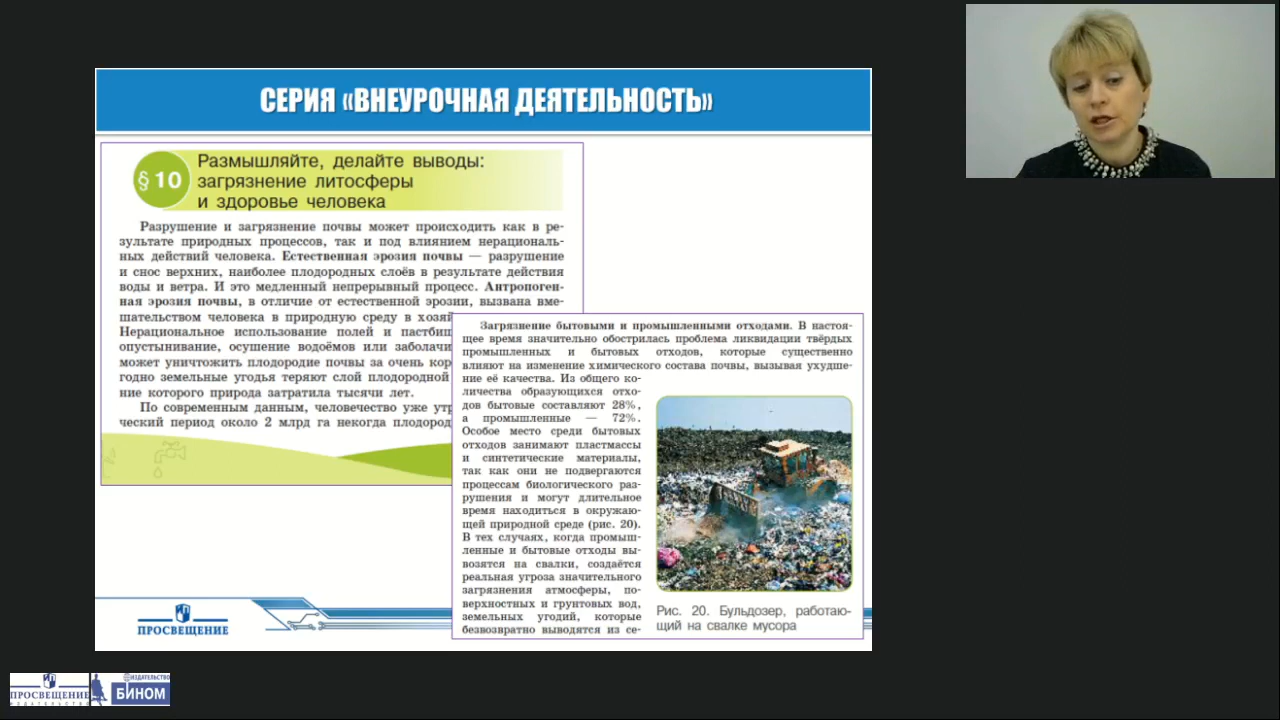 СЕРИЯ «ВНЕУРОЧНАЯ ДЕЯТЕЛЬНОСТЬ»
§ 10
Размышляйте, делайте выводы:
загрязнение литосферы
и здоровье человека
Разрушение и загрязнение почвы может происходить как в ре-
зультате природных процессов, так и под влиянием нерациональ-
ных действий человека. Естественная эрозия почвы — разрушение
и снос верхних, наиболее плодородных слоёв в результате действия
воды и ветра. И это медленный непрерывный процесс. Антропоген-
ная эрозия почвы, в отличие от естественной эрозии, вызвана вме-
шательством человека в природную среду в хозяй
Нерациональное использование полей и пастбищ
опустынивание, осушение водоёмов или заболачи
может уничтожить плодородие почвы за очень кор
годно земельные угодья теряют слой плодородной
ние которого природа затратила тысячи лет.
По современным данным, человечество уже утр
ческий период около 2 млрд га некогда плодород
Загрязнение бытовыми и промышленными отходами. В настоя-
щее время значительно обострилась проблема ликвидации твёрдых
промышленных и бытовых отходов, которые существенно
влияют на изменение химического состава почвы, вызывая ухудше-
ние её качества. Из общего ко-
личества образующихся отхо-
дов бытовые составляют 28%,
а промышленные — 72%.
Особое место среди бытовых
отходов занимают пластмассы
и синтетические материалы,
так как они не подвергаются
процессам биологического раз-
рушения и могут длительное
время находиться в окружаю-
щей природной среде (рис. 20).
В тех случаях, когда промыш-
ленные и бытовые отходы вы-
возятся на свалки, создаётся
реальная угроза значительного
загрязнения атмосферы, по-
верхностных и грунтовых вод,
земельных угодий, которые
безвозвратно выводятся из се-
Рис. 20. Бульдозер, работаю-
щий на свалке мусора
ПРОСВЕЩЕНИЕ
ПРОСВЕЩЕНИЕ
ИЗДАТЕЛЬСТВО
ИЗДАТЕЛЬСТВО
БИНОМ